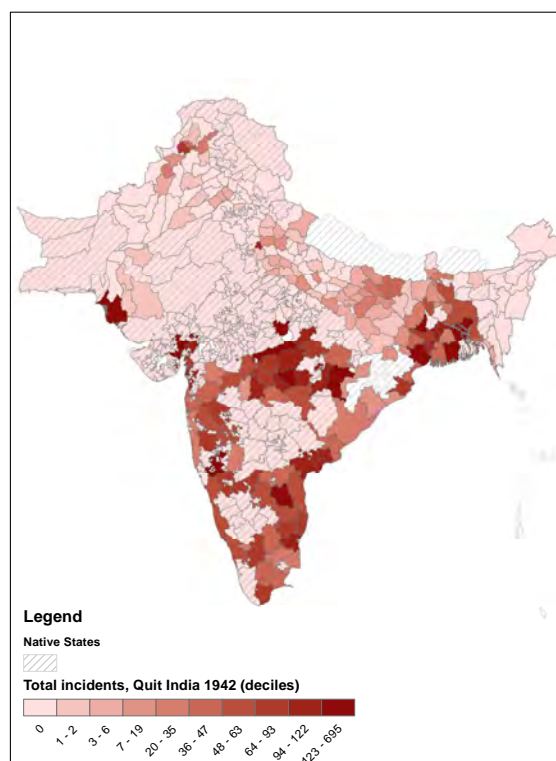 Legend
Native States
Total incidents, Quit India 1942 (deciles)
0
1 - 2
3 - 6
7 - 19
20 - 35
36 - 47
48 - 63
64 - 93
94 - 122
123 - 695